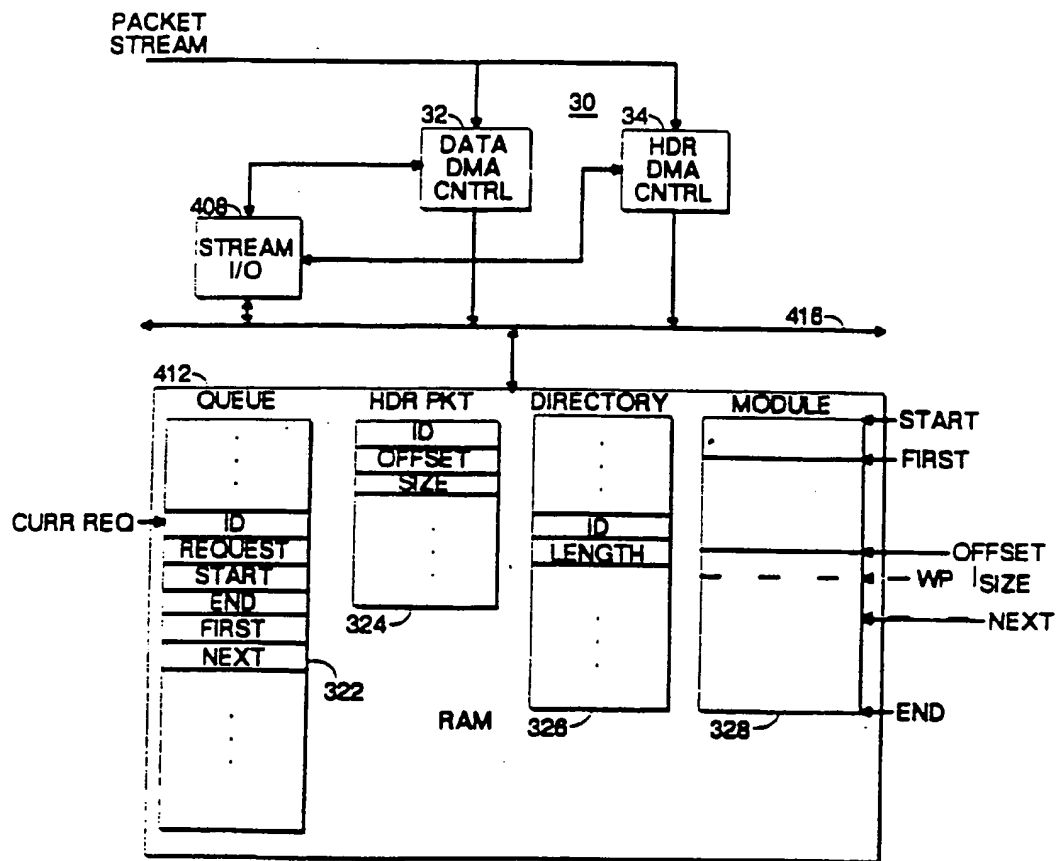 PACKET
STREAM
32
30
34
DATA
DMA
CNTRL
HDR
DMA
CNTRL
408
STREAM
I/O
416
412
QUEUE
HDR PKT
DIRECTORY
MODULE
START
ID
OFFSET
SIZE
FIRST
CURR REQ
ID
REQUEST
START
END
FIRST
NEXT
ID
LENGTH
OFFSET
WP
SIZE
NEXT
324
322
RAM
326
328
END